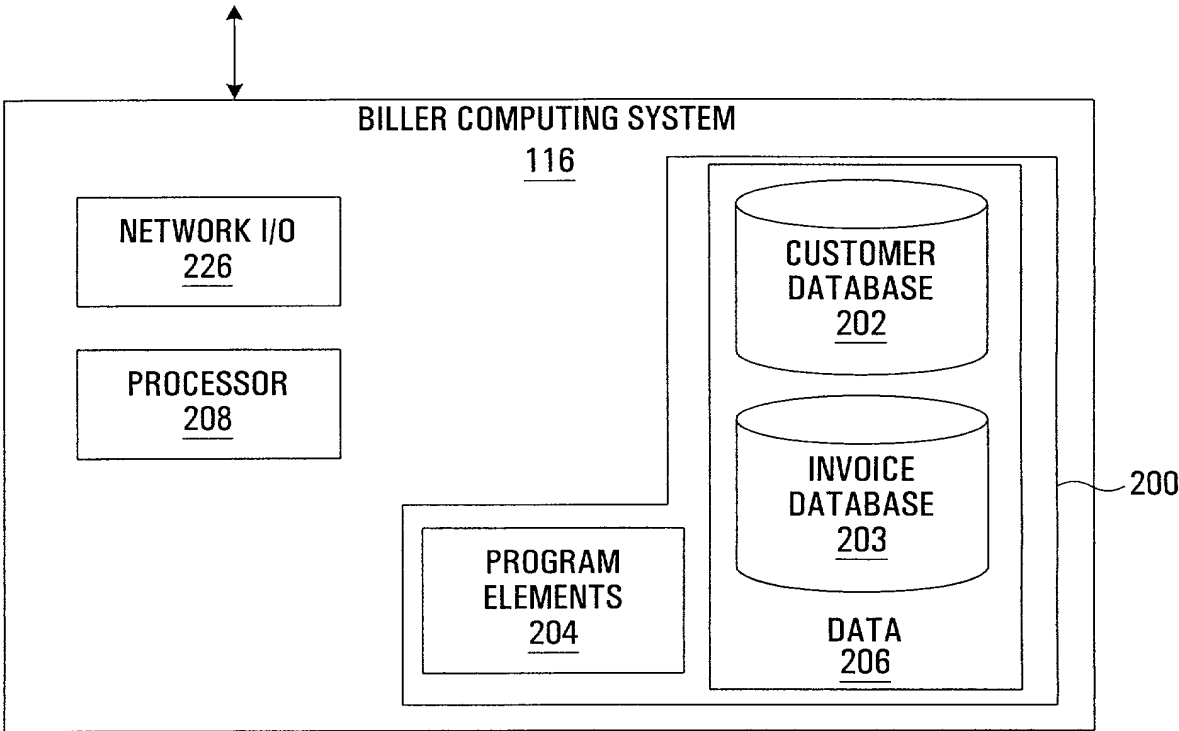 BILLER COMPUTING SYSTEM
116
NETWORK I/O
226
PROCESSOR
208
CUSTOMER
DATABASE
202
INVOICE
DATABASE
203
DATA
206
PROGRAM
ELEMENTS
204
200